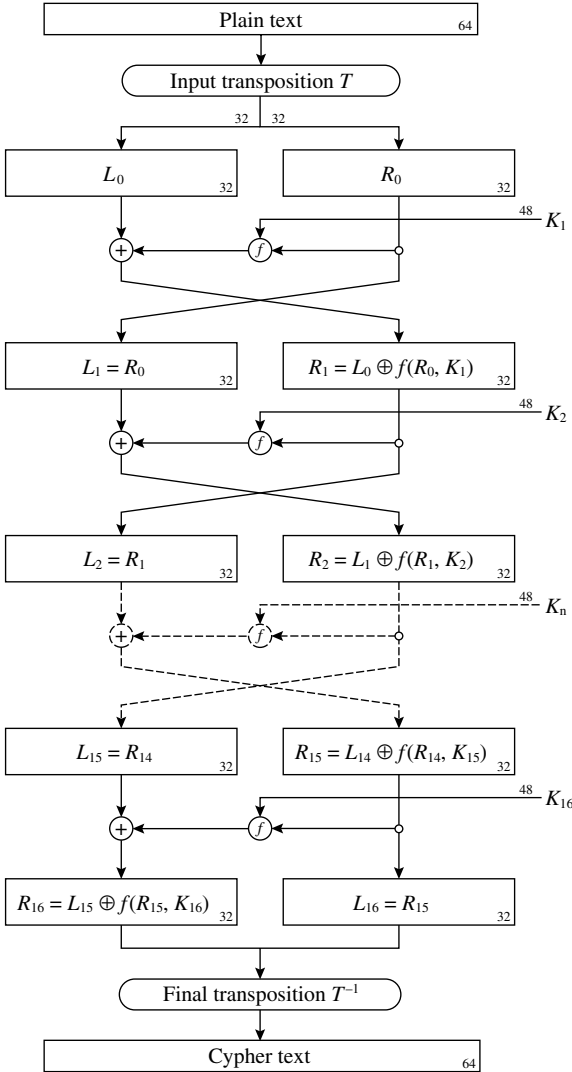 Plain text 64
Input transposition T
32 32
L₀ 32 R₀ 32
48 K₁
+ f
L₁ = R₀ 32 R₁ = L₀ ⊕ f(R₀, K₁) 32
48 K₂
+ f
L₂ = R₁ 32 R₂ = L₁ ⊕ f(R₁, K₂) 32
48 Kₙ
+ f
L₁₅ = R₁₄ 32 R₁₅ = L₁₄ ⊕ f(R₁₄, K₁₅) 32
48 K₁₆
+ f
R₁₆ = L₁₅ ⊕ f(R₁₅, K₁₆) 32 L₁₆ = R₁₅ 32
Final transposition T⁻¹
Cypher text 64